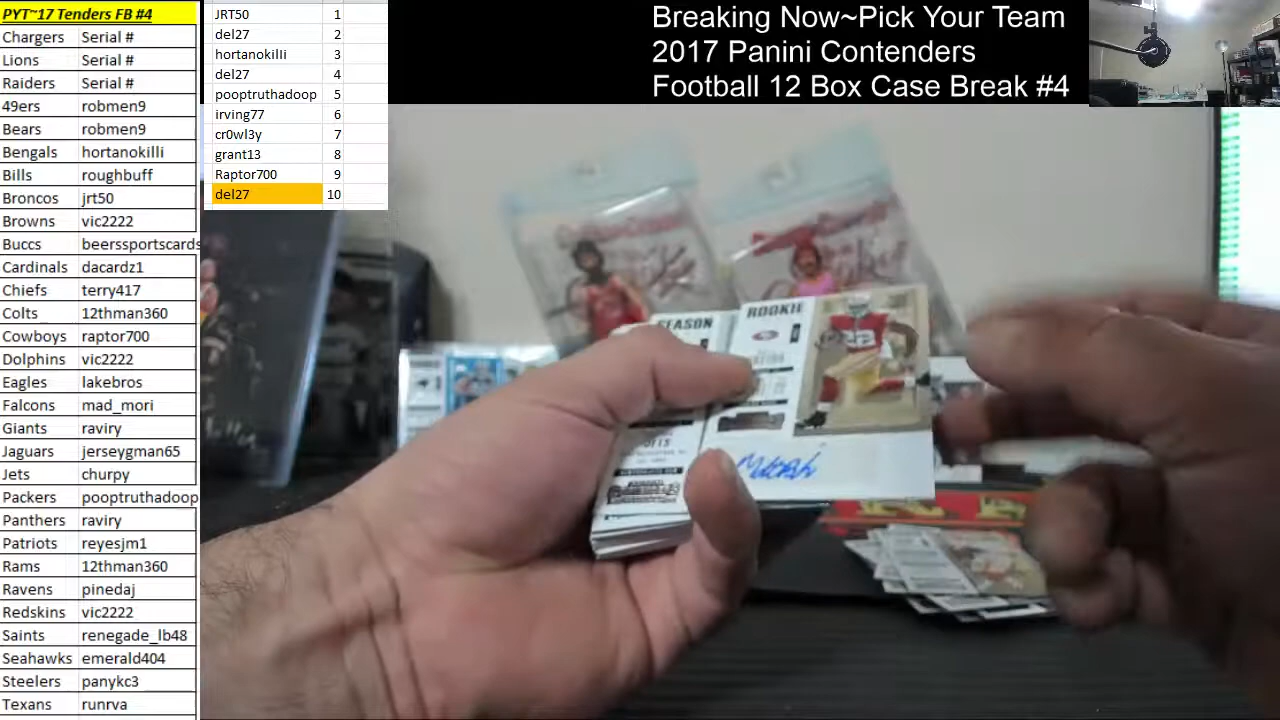 PYT~17 Tenders FB #4
Chargers Serial #
Lions Serial #
Raiders Serial #
49ers robmen9
Bears robmen9
Bengals hortanokilli
Bills roughbuff
Broncos jrt50
Browns vic2222
Buccs beerssportscards
Cardinals dacardz1
Chiefs terry417
Colts 12thman360
Cowboys raptor700
Dolphins vic2222
Eagles lakebros
Falcons mad_mori
Giants raviry
Jaguars jerseygman65
Jets churpy
Packers pooptruthadoop
Panthers raviry
Patriots reyesjm1
Rams 12thman360
Ravens pinedaj
Redskins vic2222
Saints renegade_lb48
Seahawks emerald404
Steelers panykc3
Texans runrva
JRT50 1
del27 2
hortanokilli 3
del27 4
pooptruthadoop 5
irving77 6
cr0wl3y 7
grant13 8
Raptor700 9
del27 10
Breaking Now~Pick Your Team
2017 Panini Contenders
Football 12 Box Case Break #4
SEASON
ROOKIE